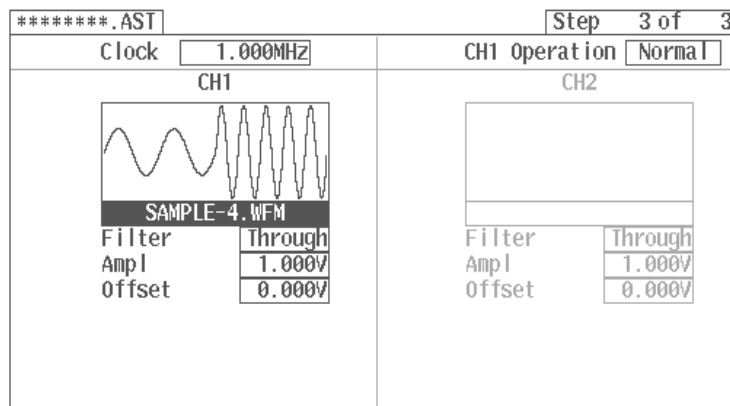 ********.AST Step 3 of 3
Clock 1.000MHz CH1 Operation Normal
CH1 CH2
SAMPLE-4.WFM
Filter Through Filter Through
Ampl 1.000V Ampl 1.000V
Offset 0.000V Offset 0.000V